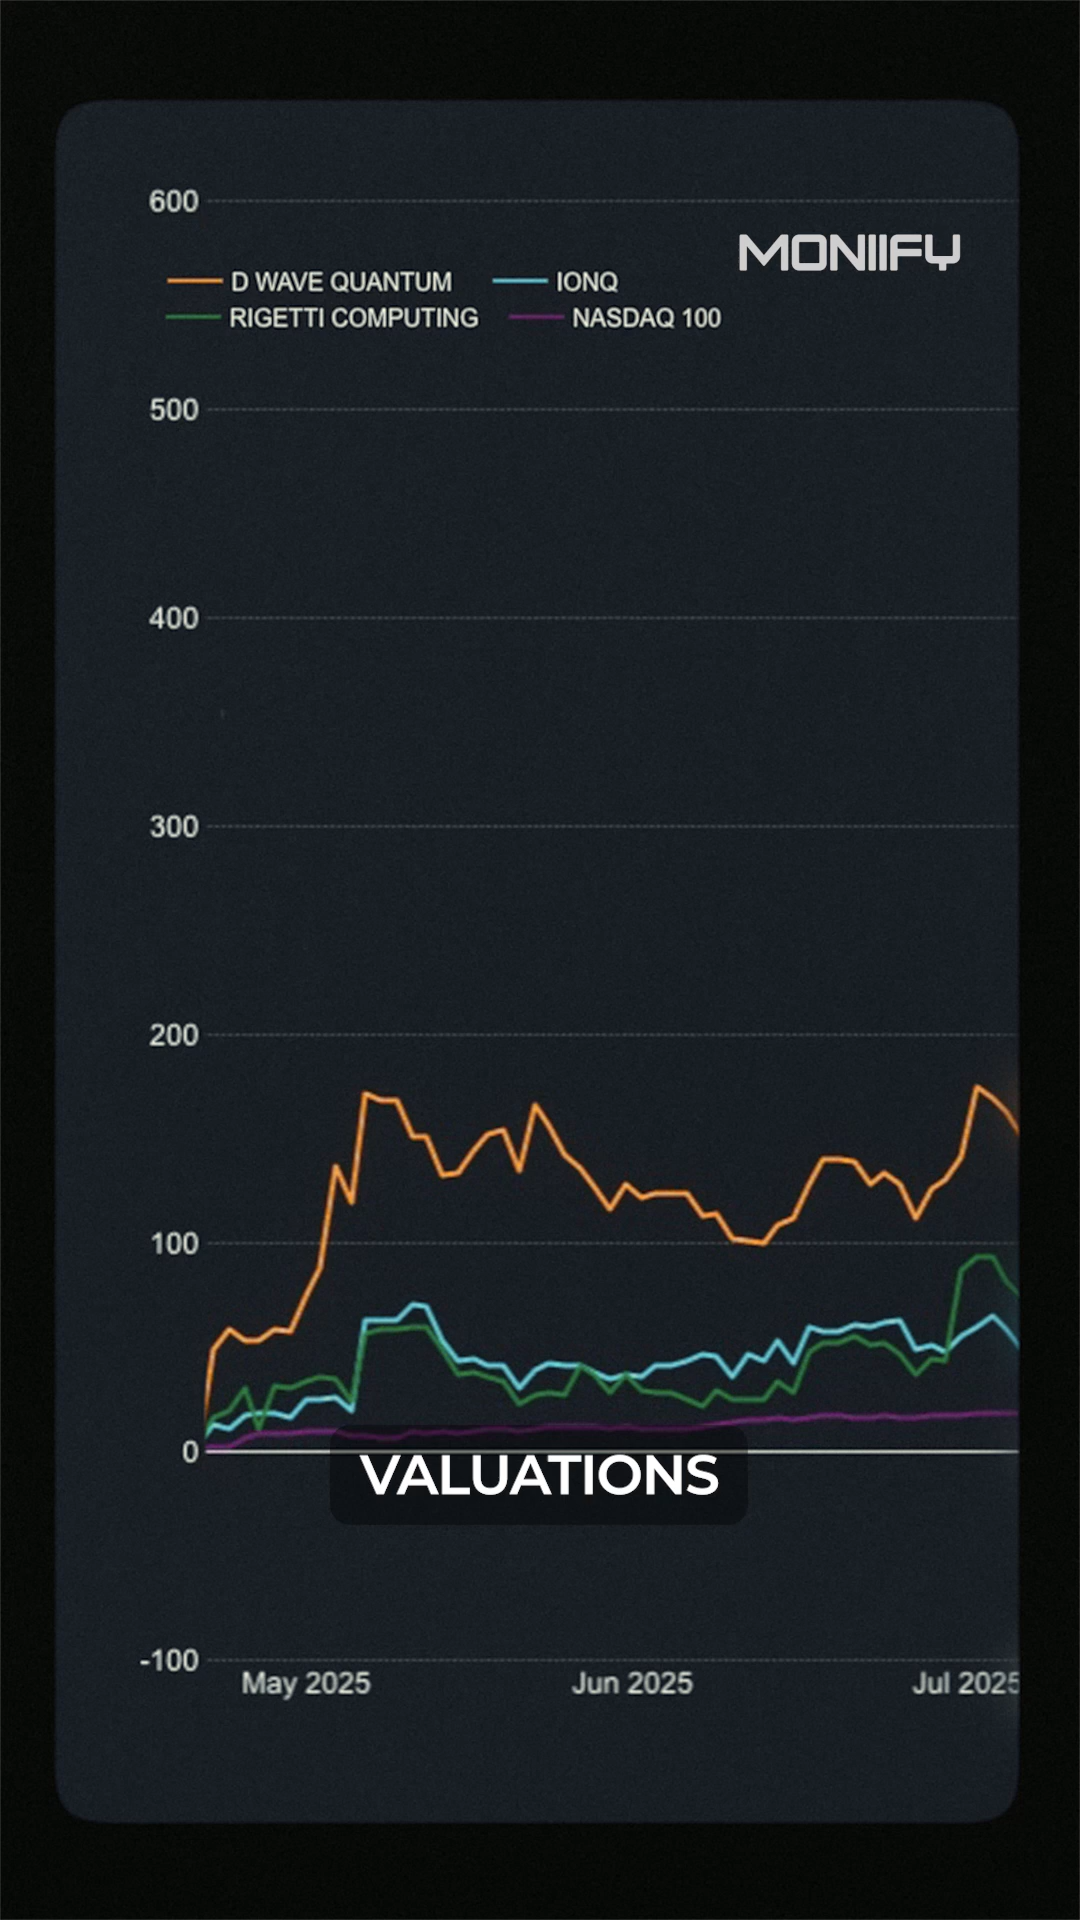 600
MONIIFY
D WAVE QUANTUM IONQ
RIGETTI COMPUTING NASDAQ 100
500
400
300
200
100
0
VALUATIONS
-100
May 2025 Jun 2025 Jul 2025